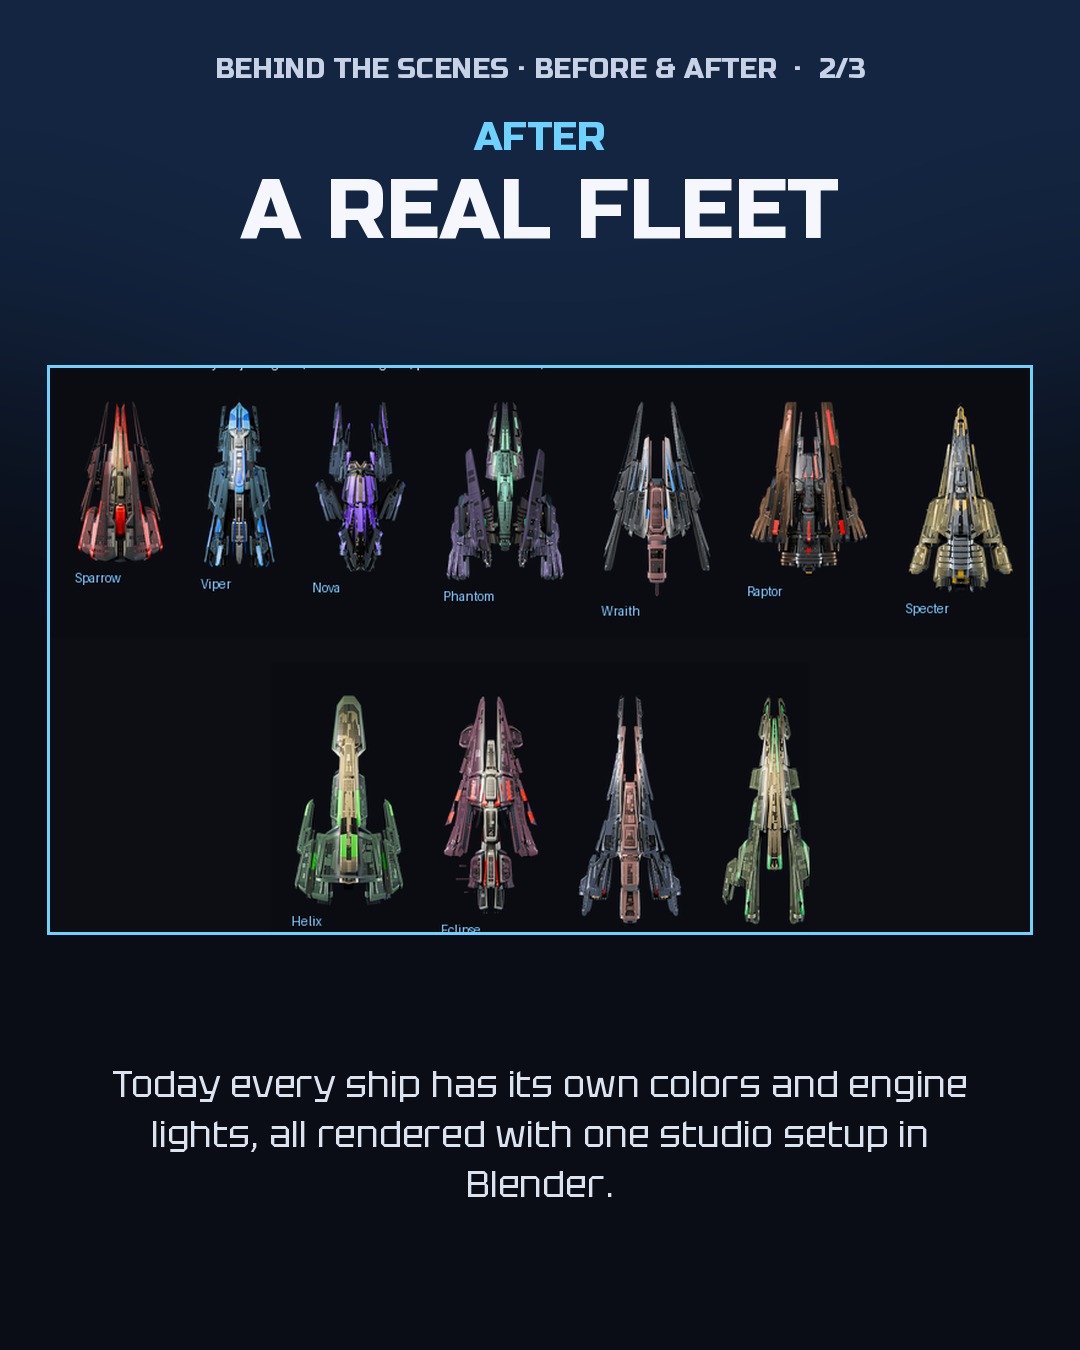 BEHIND THE SCENES · BEFORE & AFTER · 2/3
AFTER
A REAL FLEET
Sparrow
Viper
Nova
Phantom
Wraith
Raptor
Specter
Helix
Eclipse
Today every ship has its own colors and engine
lights, all rendered with one studio setup in
Blender.